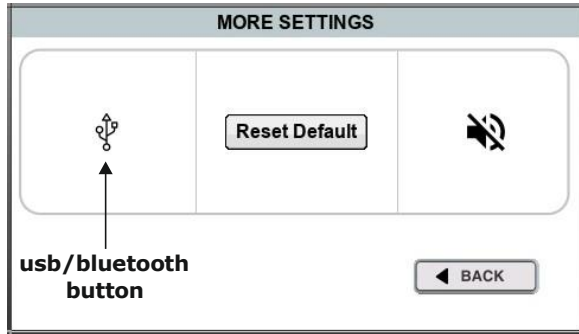 MORE SETTINGS
Reset Default
usb/bluetooth
button
BACK